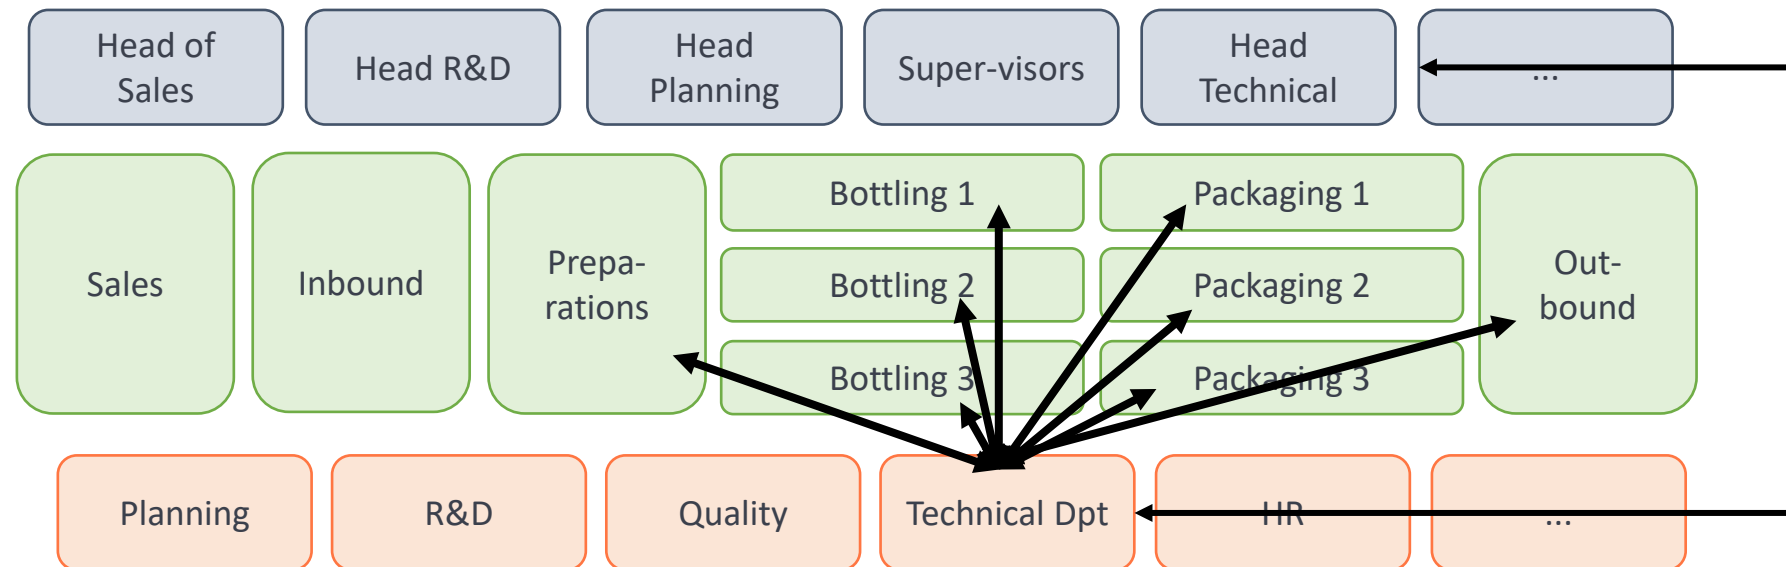 Head of
Sales
Head R&D
Head
Planning
Super-visors
Head
Technical
...
Sales
Inbound
Prepa-
rations
Bottling 1
Bottling 2
Bottling 3
Packaging 1
Packaging 2
Packaging 3
Out-
bound
Planning
R&D
Quality
Technical Dpt
HR
...